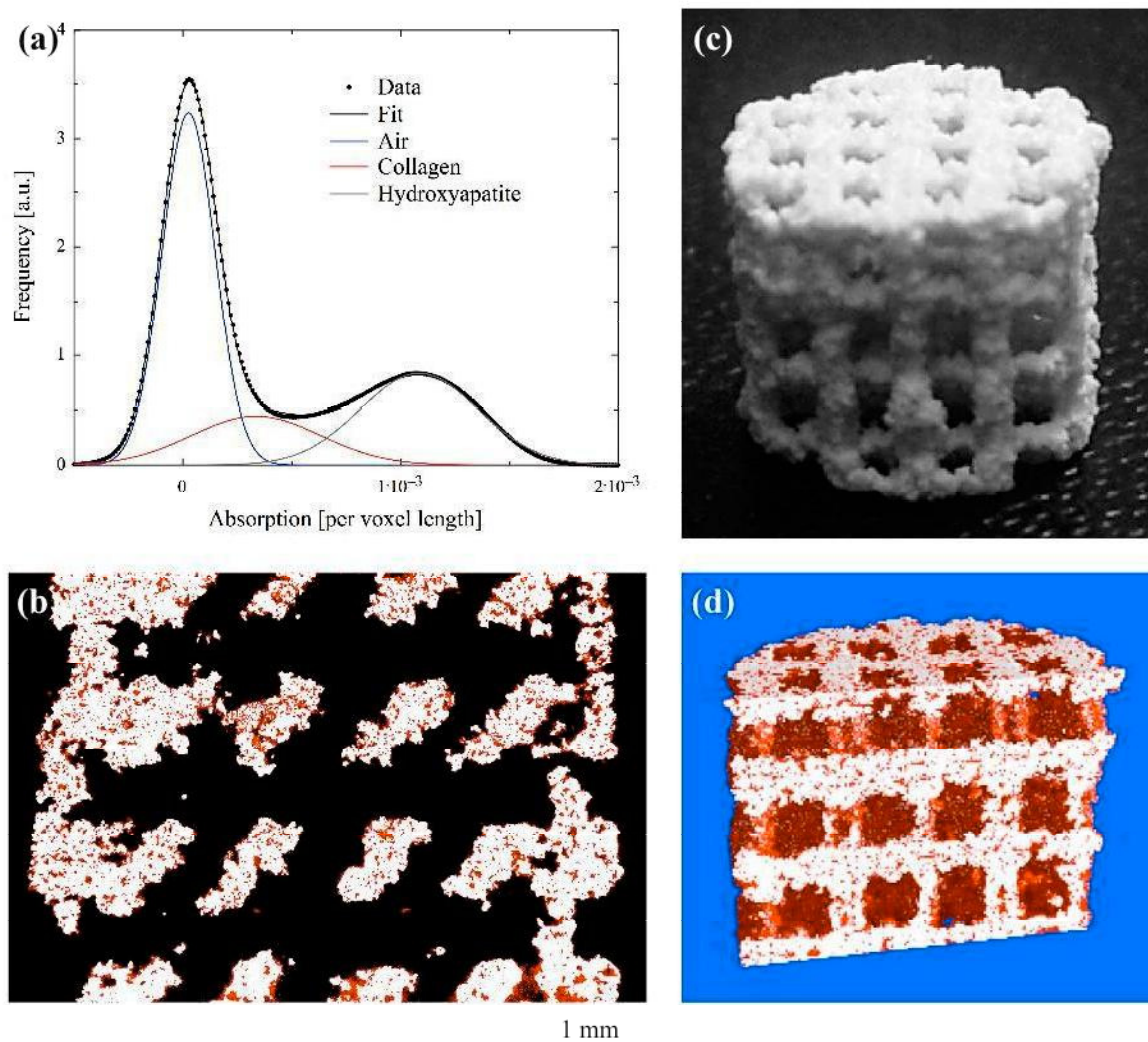 (a)
4
3
2
1
0
Frequency [a.u.]
Data
Fit
Air
Collagen
Hydroxyapatite
0
1·10⁻³
2·10⁻³
Absorption [per voxel length]
(c)
(b)
(d)
1 mm